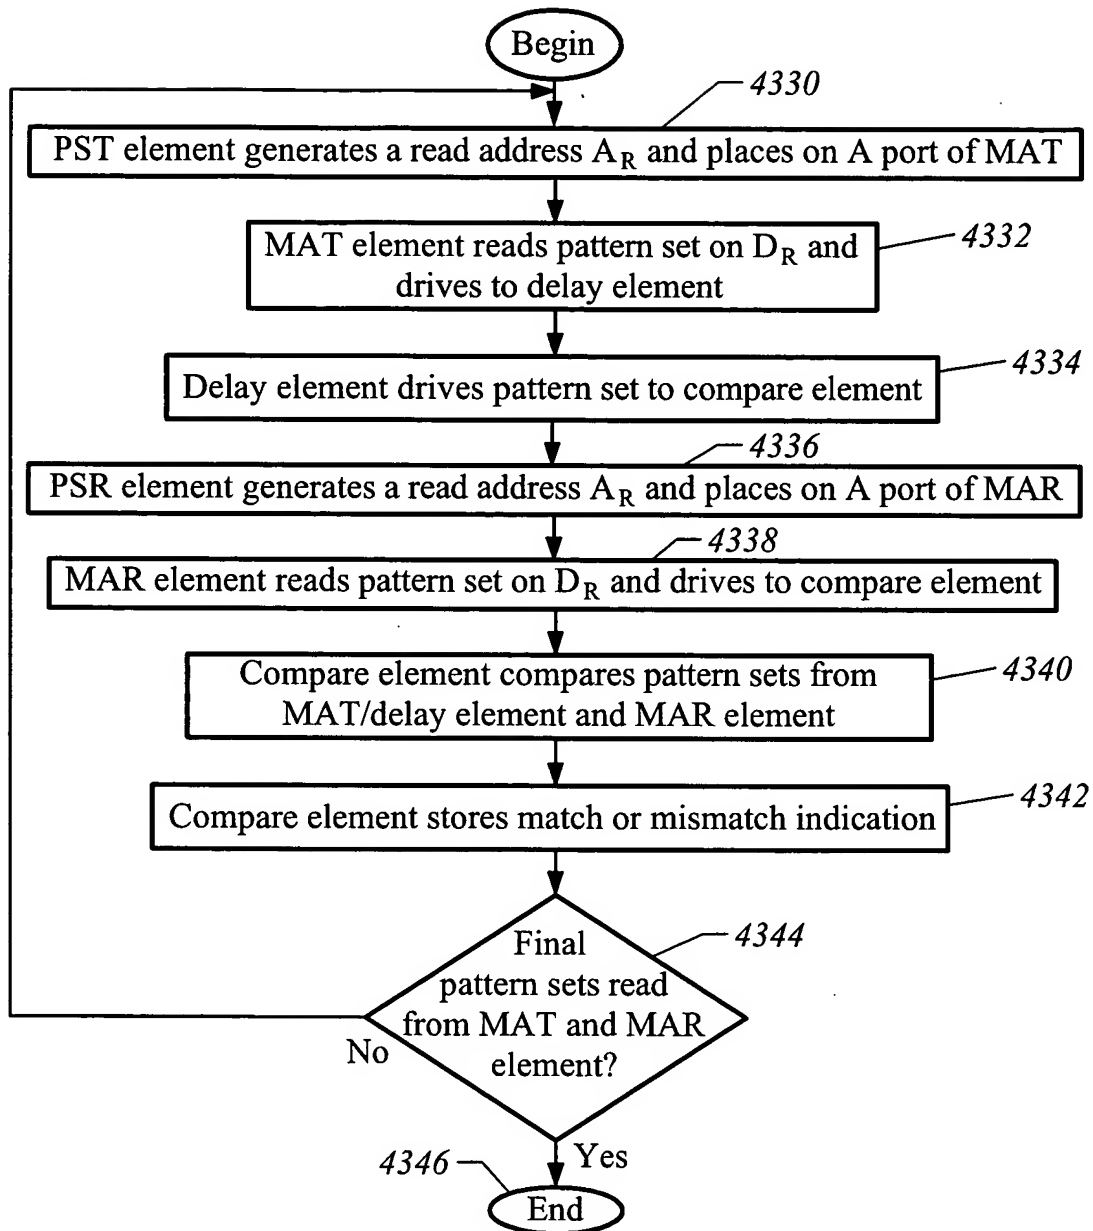 Begin
4330
PST element generates a read address A_R and places on A port of MAT
MAT element reads pattern set on D_R and
drives to delay element
4332
Delay element drives pattern set to compare element
4334
4336
PSR element generates a read address A_R and places on A port of MAR
4338
MAR element reads pattern set on D_R and drives to compare element
Compare element compares pattern sets from
MAT/delay element and MAR element
4340
Compare element stores match or mismatch indication
4342
Final
pattern sets read
from MAT and MAR
element?
4344
No
Yes
4346
End